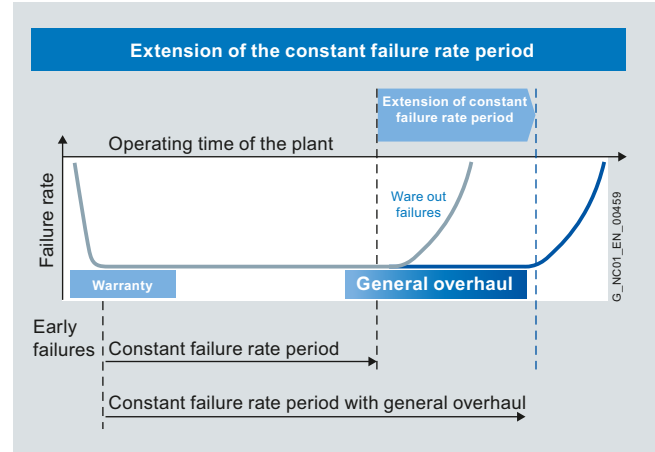 Extension of the constant failure rate period
Extension of constant
failure rate period
Operating time of the plant
Failure rate
Ware out
failures
G_NC01_EN_00459
Warranty
General overhaul
Early
failures
Constant failure rate period
Constant failure rate period with general overhaul